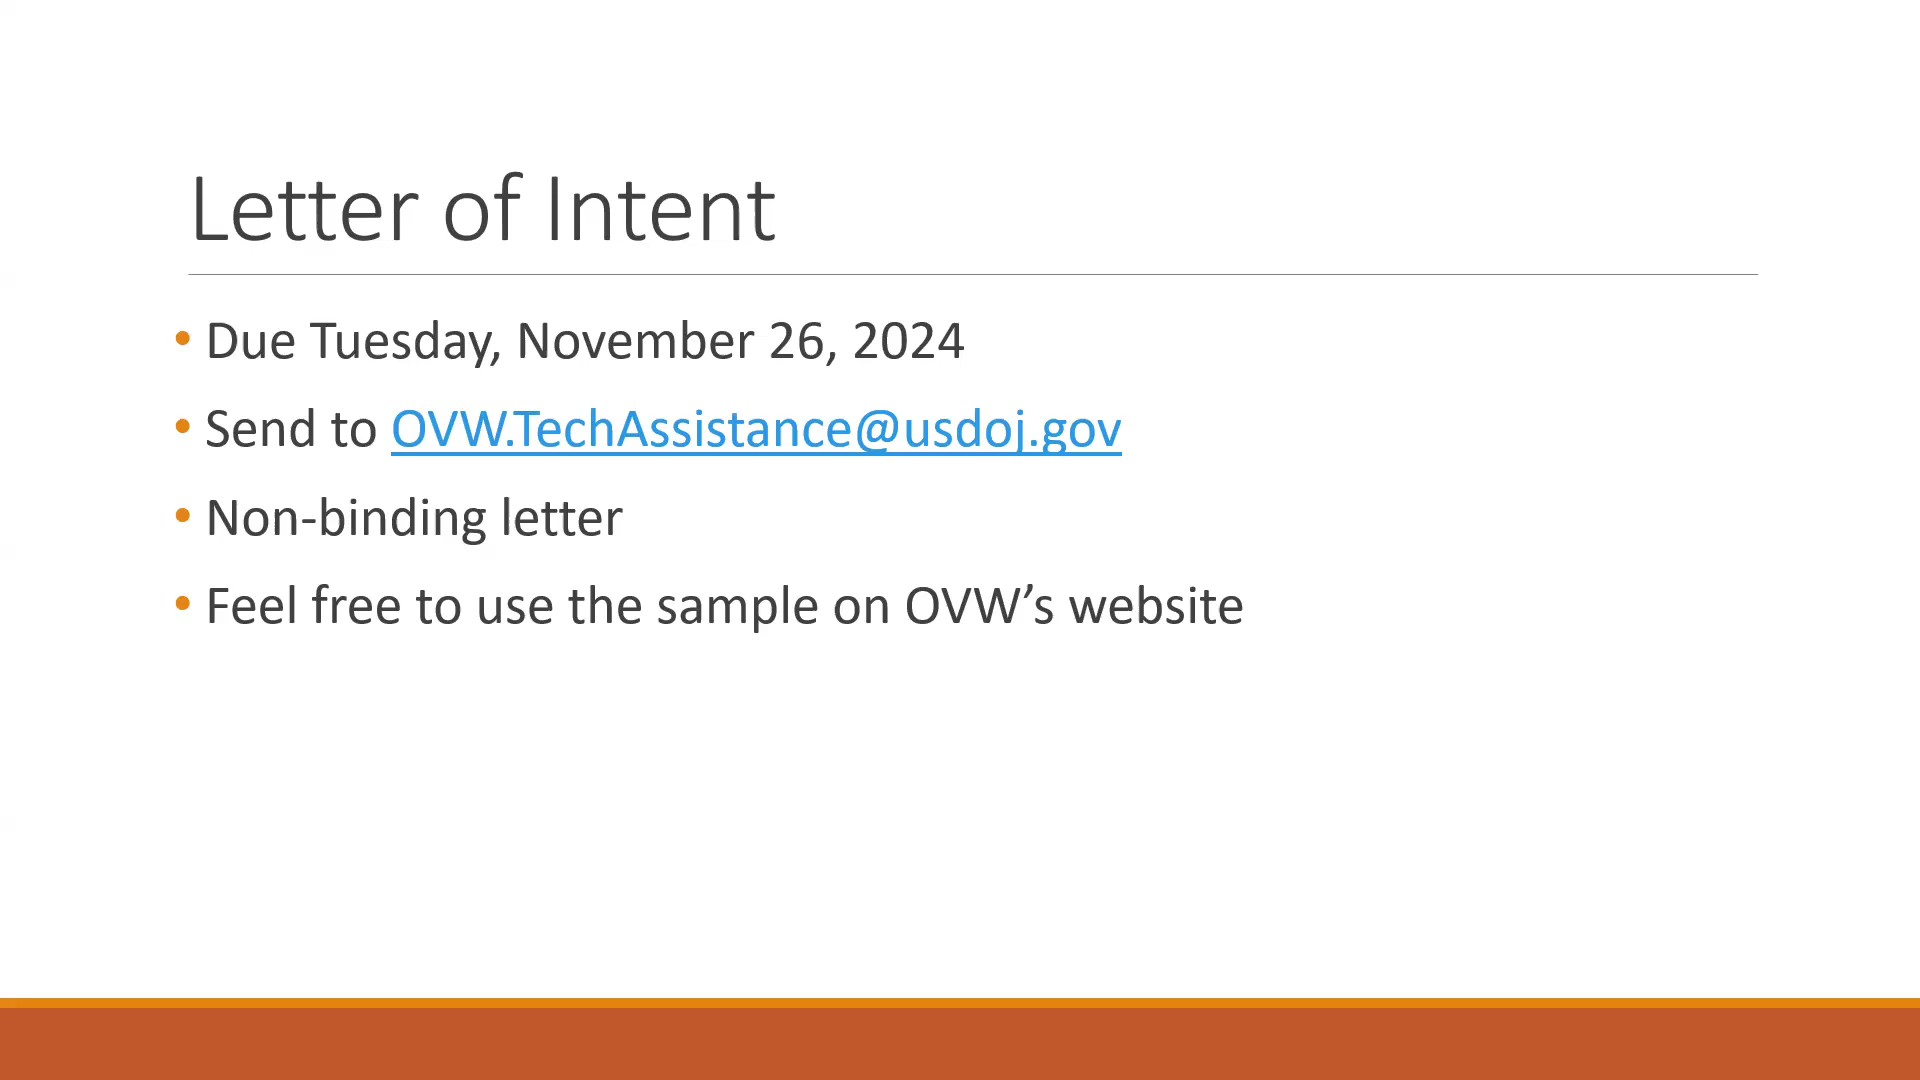 Letter of Intent
• Due Tuesday, November 26, 2024
• Send to OVW.TechAssistance@usdoj.gov
• Non-binding letter
• Feel free to use the sample on OVW’s website